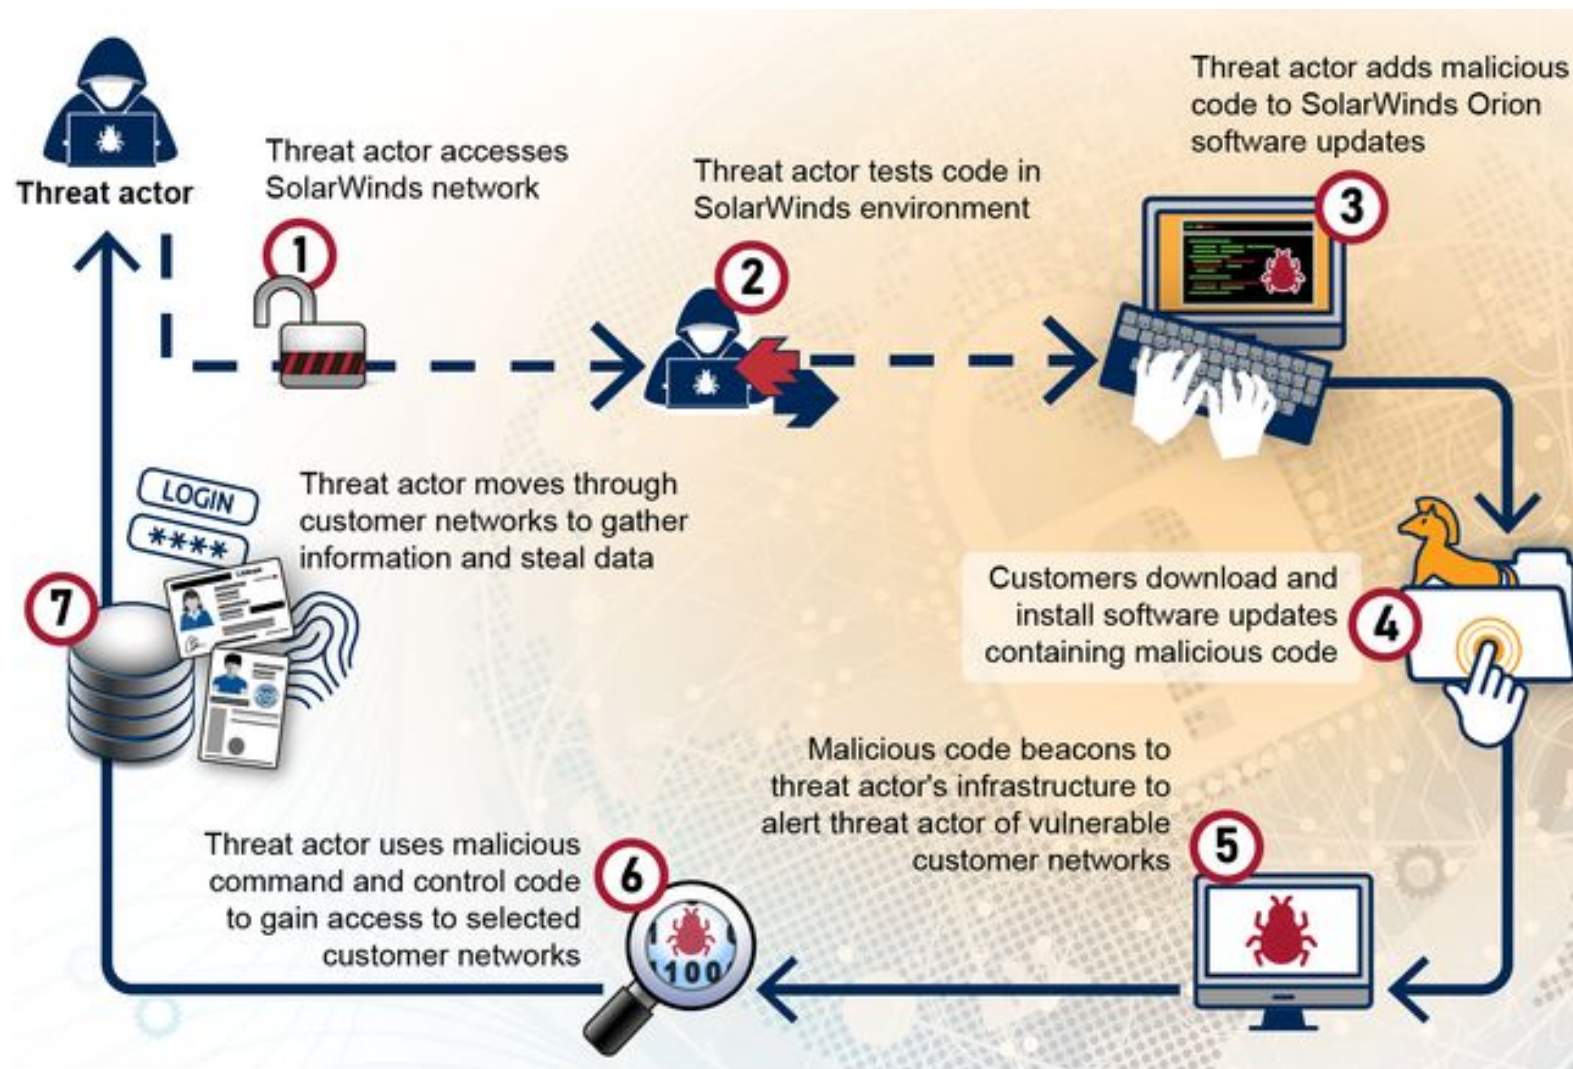 Threat actor
1
Threat actor accesses
SolarWinds network
2
Threat actor tests code in
SolarWinds environment
3
Threat actor adds malicious
code to SolarWinds Orion
software updates
4
Customers download and
install software updates
containing malicious code
5
Malicious code beacons to
threat actor's infrastructure to
alert threat actor of vulnerable
customer networks
6
Threat actor uses malicious
command and control code
to gain access to selected
customer networks
1100
7
Threat actor moves through
customer networks to gather
information and steal data
LOGIN
****